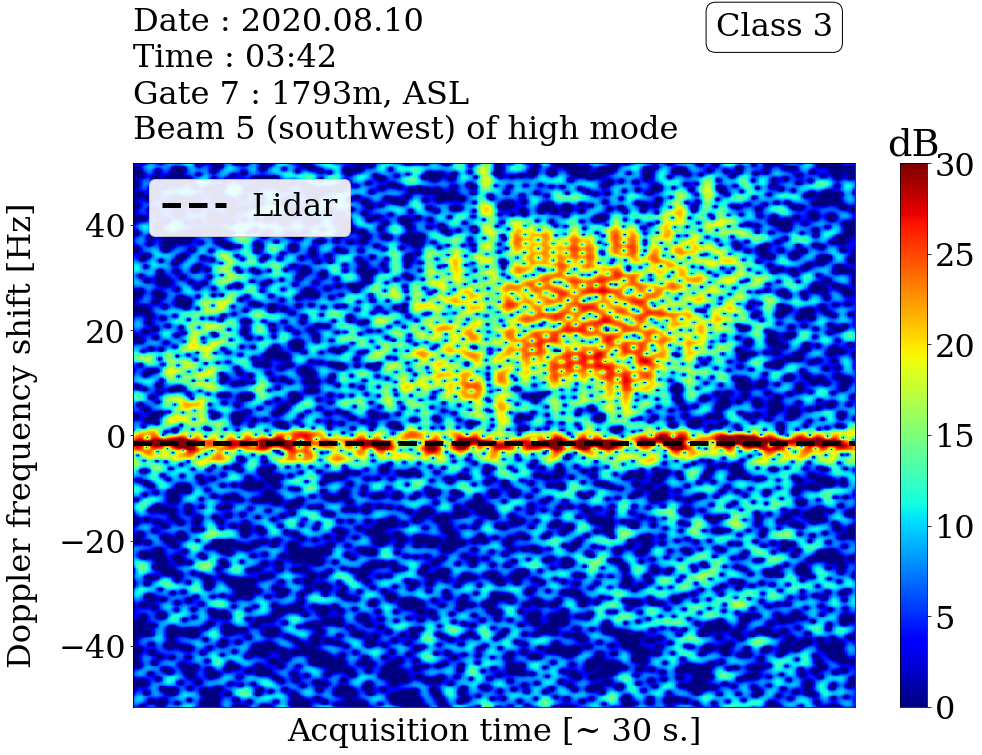 Date : 2020.08.10
Time : 03:42
Gate 7 : 1793m, ASL
Beam 5 (southwest) of high mode
Class 3
dB
Lidar
Doppler frequency shift [Hz]
40
20
0
−20
−40
30
25
20
15
10
5
0
Acquisition time [~ 30 s.]